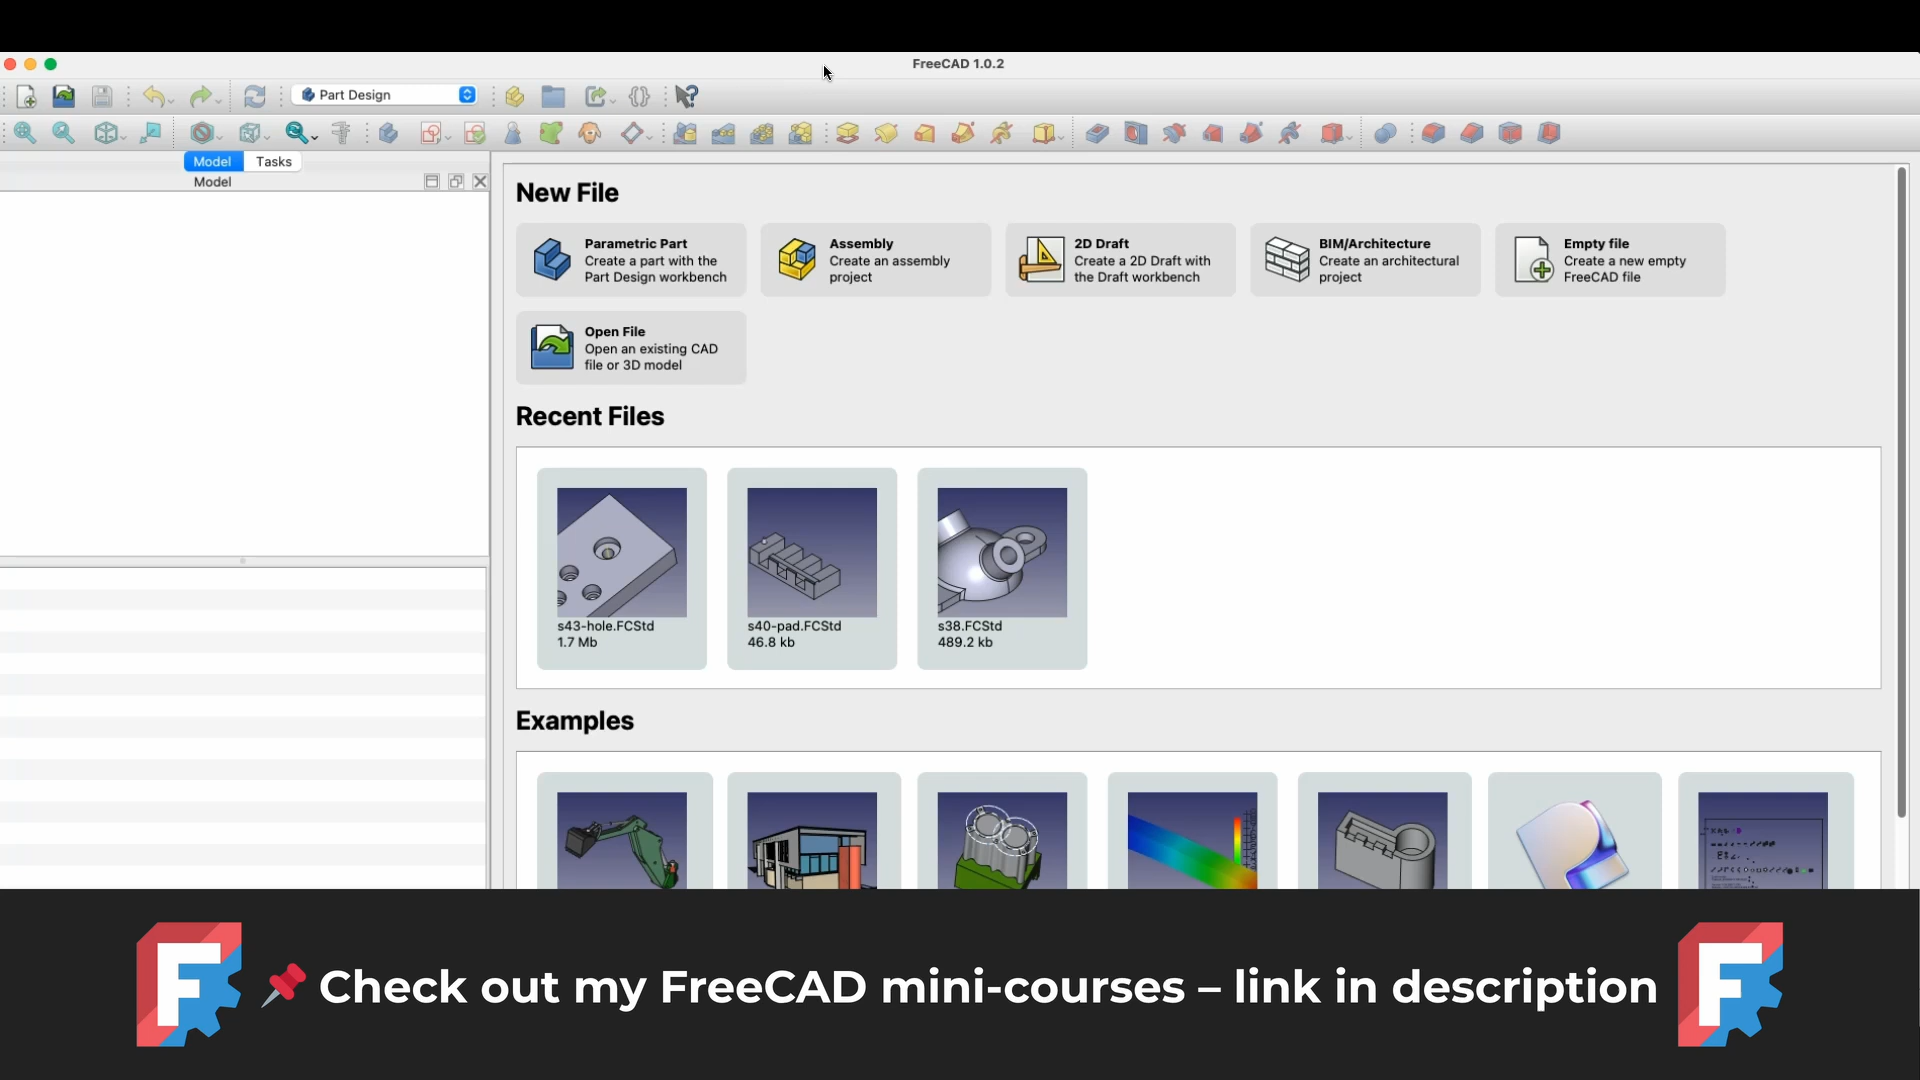 FreeCAD 1.0.2
Part Design
Model
Tasks
Model
New File
Parametric Part
Create a part with the
Part Design workbench
Assembly
Create an assembly
project
2D Draft
Create a 2D Draft with
the Draft workbench
BIM/Architecture
Create an architectural
project
Empty file
Create a new empty
FreeCAD file
Open File
Open an existing CAD
file or 3D model
Recent Files
s43-hole.FCStd
1.7 Mb
s40-pad.FCStd
46.8 kb
s38.FCStd
489.2 kb
Examples
Check out my FreeCAD mini-courses – link in description